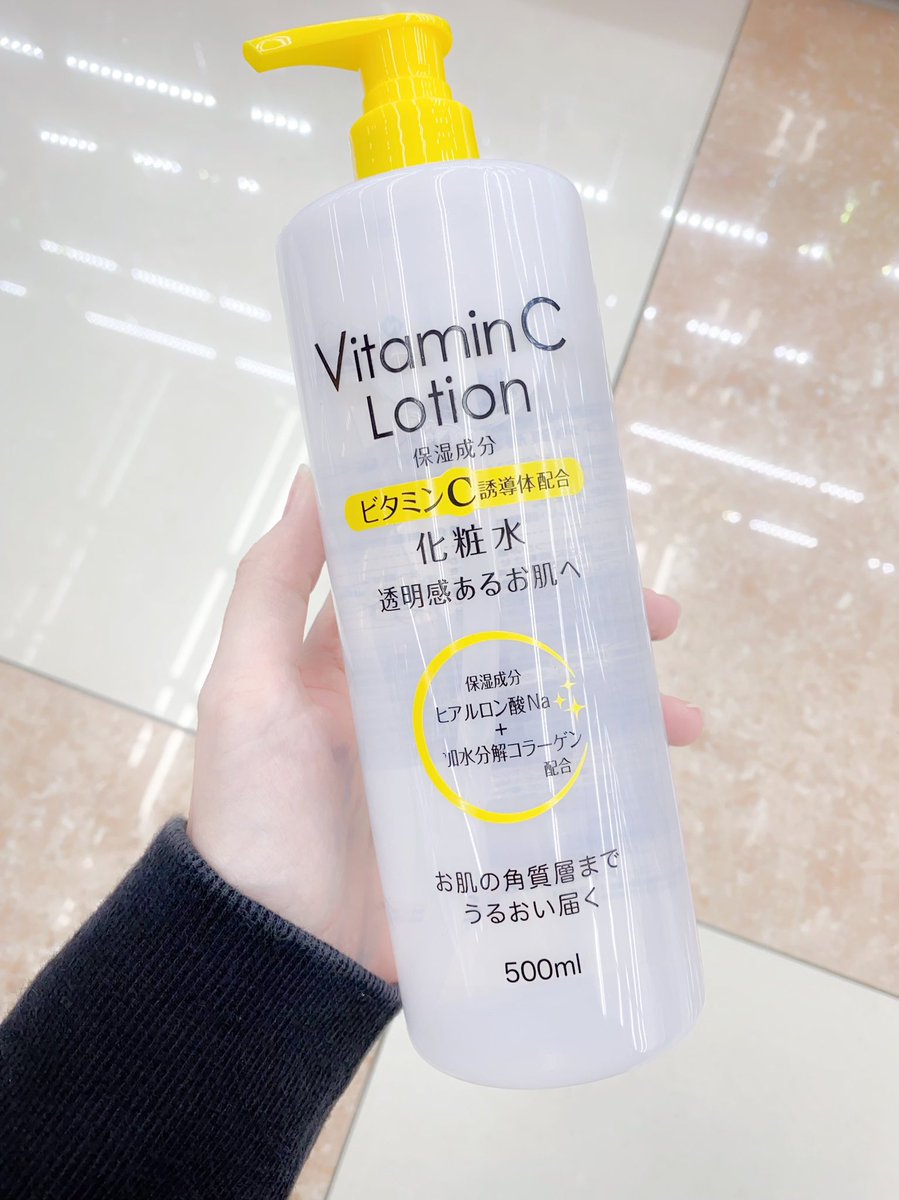 Vitamin C
Lotion
保湿成分
ビタミンC誘導体配合
化粧水
透明感あるお肌へ
保湿成分
ヒアルロン酸Na
+
加水分解コラーゲン
配合
お肌の角質層まで
うるおい届く
500ml